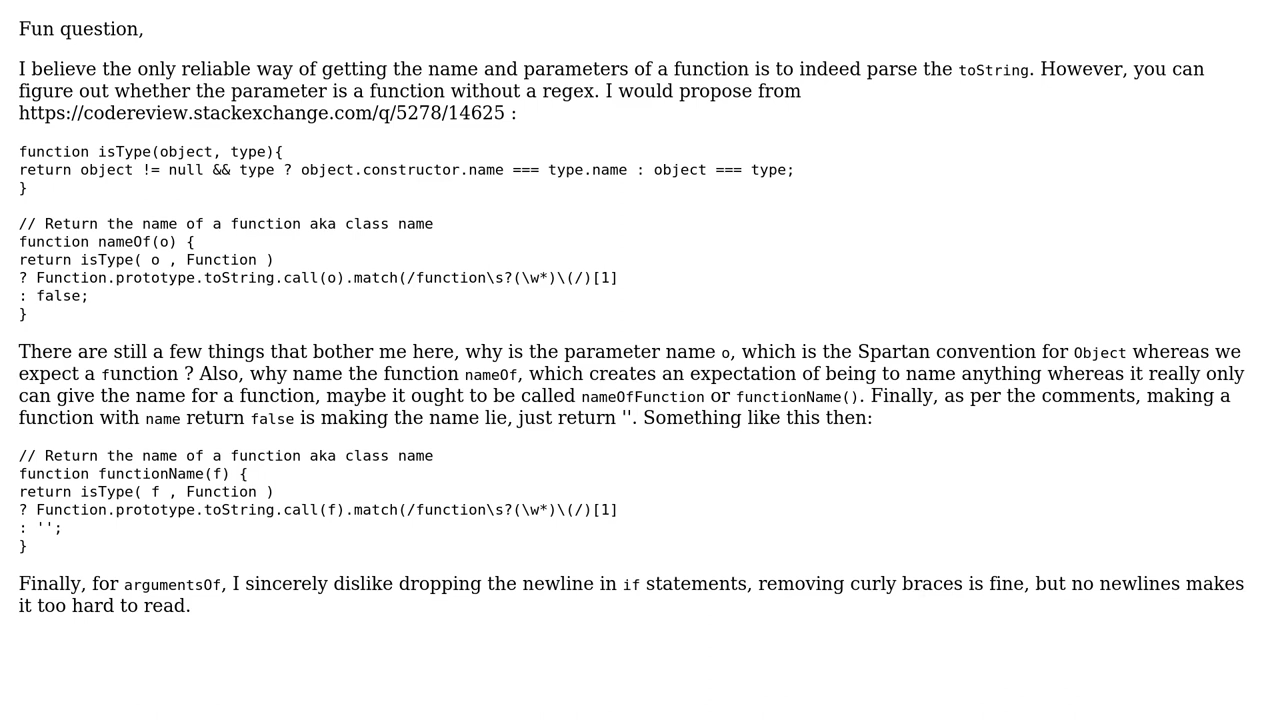 Fun question,
I believe the only reliable way of getting the name and parameters of a function is to indeed parse the toString. However, you can
figure out whether the parameter is a function without a regex. I would propose from
https://codereview.stackexchange.com/q/5278/14625 :
function isType(object, type){
return object != null && type ? object.constructor.name === type.name : object === type;
}
// Return the name of a function aka class name
function nameOf(o) {
return isType( o , Function )
? Function.prototype.toString.call(o).match(/function\s?(\w*)\(/)[1]
: false;
}
There are still a few things that bother me here, why is the parameter name o, which is the Spartan convention for Object whereas we
expect a function ? Also, why name the function nameOf, which creates an expectation of being to name anything whereas it really only
can give the name for a function, maybe it ought to be called nameOfFunction or functionName(). Finally, as per the comments, making a
function with name return false is making the name lie, just return ''. Something like this then:
// Return the name of a function aka class name
function functionName(f) {
return isType( f , Function )
? Function.prototype.toString.call(f).match(/function\s?(\w*)\(/)[1]
: '';
}
Finally, for argumentsOf, I sincerely dislike dropping the newline in if statements, removing curly braces is fine, but no newlines makes
it too hard to read.